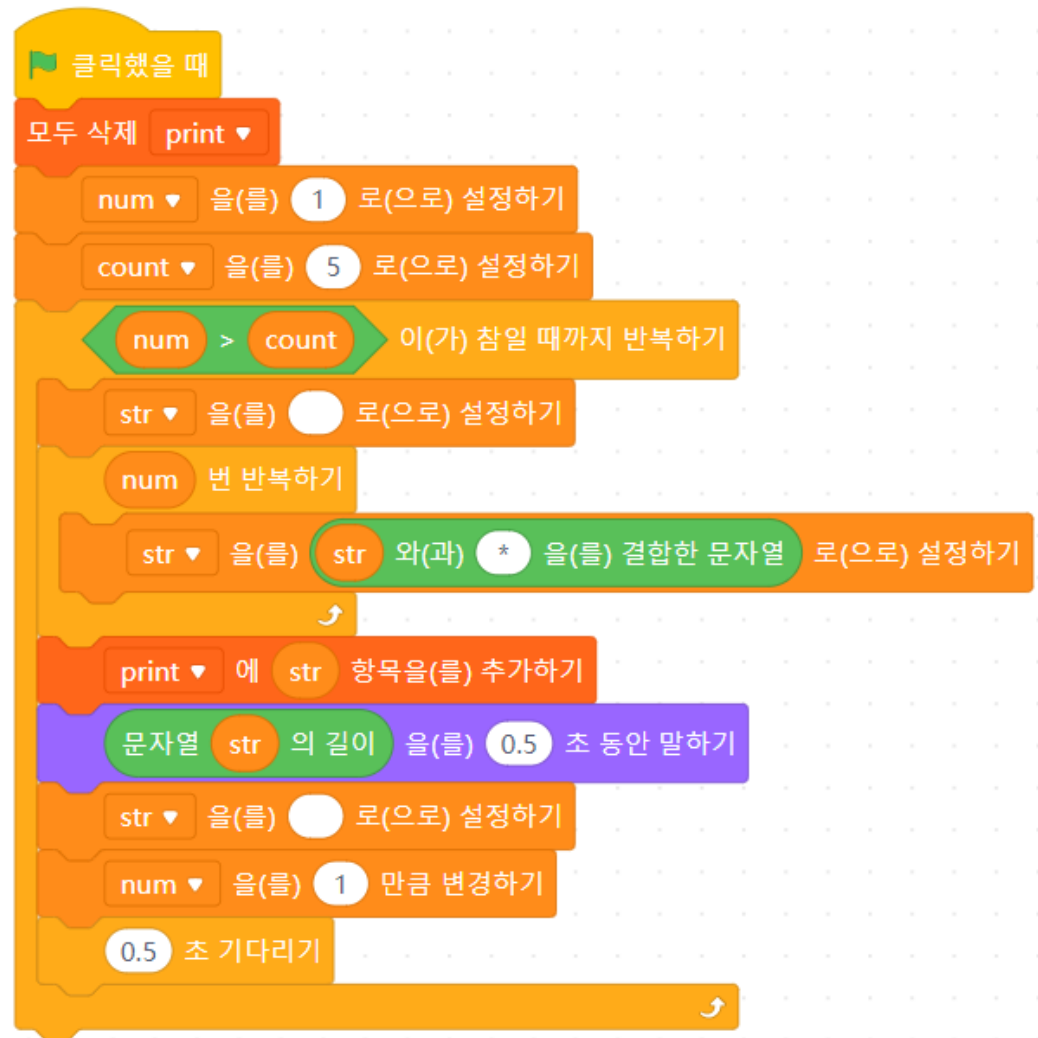 클릭했을 때
모두 삭제 print
num 을(를) 1 로(으로) 설정하기
count 을(를) 5 로(으로) 설정하기
num > count 이(가) 참일 때까지 반복하기
str 을(를) 로(으로) 설정하기
num 번 반복하기
str 을(를) str 와(과) * 을(를) 결합한 문자열 로(으로) 설정하기
print 에 str 항목을(를) 추가하기
문자열 str 의 길이 을(를) 0.5 초 동안 말하기
str 을(를) 로(으로) 설정하기
num 을(를) 1 만큼 변경하기
0.5 초 기다리기